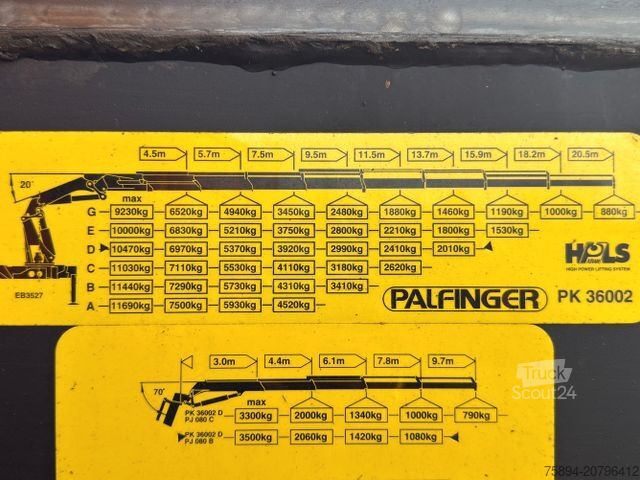 4.5m 5.7m 7.5m 9.5m 11.5m 13.7m 15.9m 18.2m 20.5m
20°
max
G 9230kg 6520kg 4940kg 3450kg 2480kg 1880kg 1460kg 1190kg 1000kg 880kg
E 10000kg 6830kg 5210kg 3750kg 2800kg 2210kg 1800kg 1530kg
D 10470kg 6970kg 5370kg 3920kg 2990kg 2410kg 2010kg
C 11030kg 7110kg 5530kg 4110kg 3180kg 2620kg
B 11440kg 7290kg 5730kg 4310kg 3410kg
A 11690kg 7500kg 5930kg 4520kg
EB3527
HPLS
HIGH POWER LIFTING SYSTEM
PALFINGER PK 36002
3.0m 4.4m 6.1m 7.8m 9.7m
70°
max
PK 36002 D
PJ 080 C
3300kg 2000kg 1340kg 1000kg 790kg
PK 36002 D
PJ 080 B
3500kg 2060kg 1420kg 1080kg
Truck
Scout24
75894-20796412